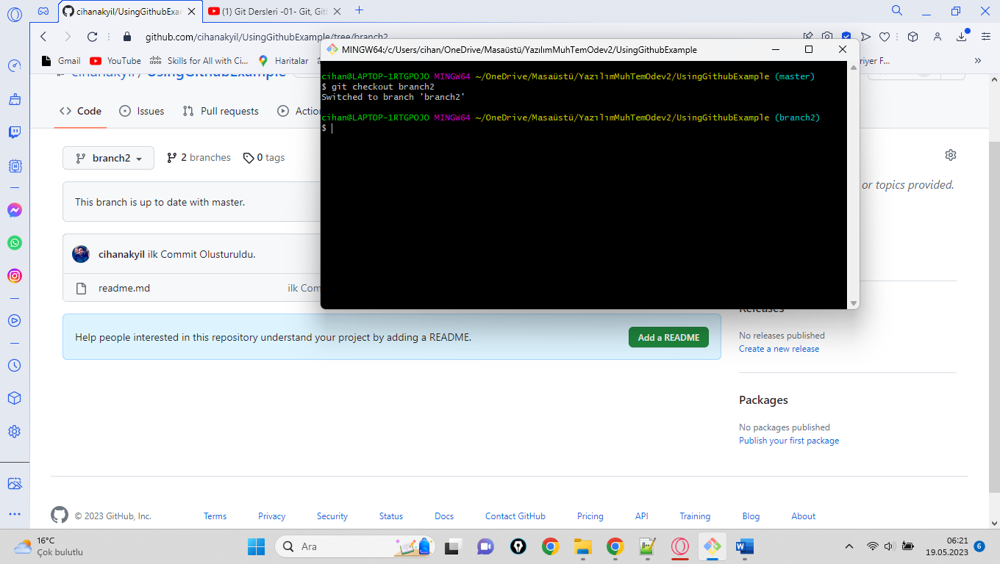 cihanakyil/UsingGithubExar
(1) Git Dersleri -01- Git, Git
github.com/cihanakyil/UsingGithubExample/tree/branch2
Gmail
YouTube
Skills for All with Ci...
Haritalar
riyer F...
MINGW64:/c/Users/cihan/OneDrive/Masaüstü/YazılımMuhTemOdev2/UsingGithubExample
cihan@LAPTOP-1RTGPOJO MINGW64 ~/OneDrive/Masaüstü/YazılımMuhTemOdev2/UsingGithubExample (master)
$ git checkout branch2
Switched to branch 'branch2'
cihan@LAPTOP-1RTGPOJO MINGW64 ~/OneDrive/Masaüstü/YazılımMuhTemOdev2/UsingGithubExample (branch2)
$
cihanakyil / UsingGithubExample
Code
Issues
Pull requests
Actio
branch2
2 branches
0 tags
or topics provided.
This branch is up to date with master.
cihanakyil ilk Commit Olusturuldu.
readme.md
ilk Com
Help people interested in this repository understand your project by adding a README.
Add a README
Releases
No releases published
Create a new release
Packages
No packages published
Publish your first package
© 2023 GitHub, Inc.
Terms
Privacy
Security
Status
Docs
Contact GitHub
Pricing
API
Training
Blog
About
16°C
Çok bulutlu
Ara
06:21
19.05.2023
6